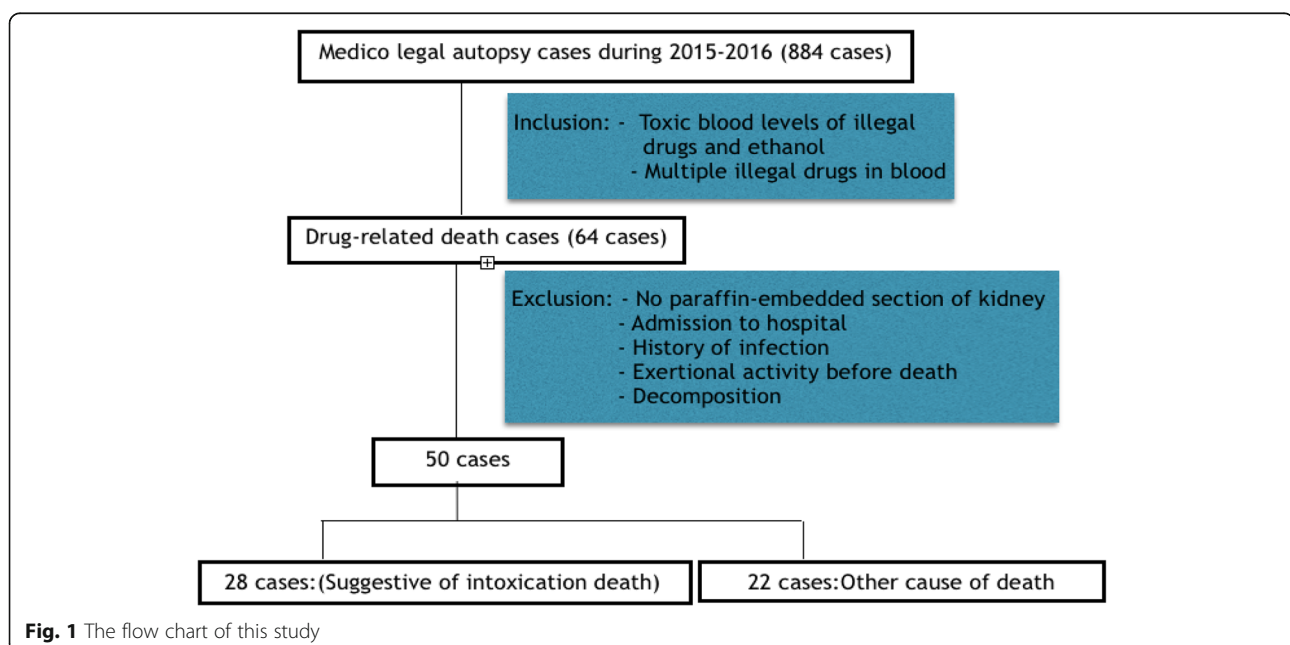 Medico legal autopsy cases during 2015-2016 (884 cases)
Inclusion: - Toxic blood levels of illegal
drugs and ethanol
- Multiple illegal drugs in blood
Drug-related death cases (64 cases)
Exclusion: - No paraffin-embedded section of kidney
- Admission to hospital
- History of infection
- Exertional activity before death
- Decomposition
50 cases
28 cases:(Suggestive of intoxication death)
22 cases:Other cause of death
Fig. 1 The flow chart of this study